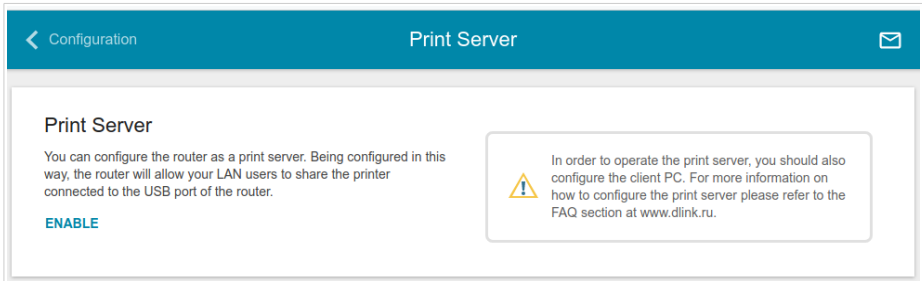 Configuration
Print Server
Print Server
You can configure the router as a print server. Being configured in this
way, the router will allow your LAN users to share the printer
connected to the USB port of the router.
ENABLE
In order to operate the print server, you should also
configure the client PC. For more information on
how to configure the print server please refer to the
FAQ section at www.dlink.ru.